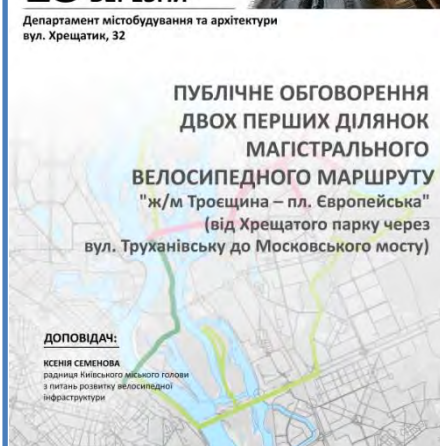 Департамент містобудування та архітектури
вул. Хрещатик, 32
ПУБЛІЧНЕ ОБГОВОРЕННЯ
ДВОХ ПЕРШИХ ДІЛЯНОК
МАГІСТРАЛЬНОГО
ВЕЛОСИПЕДНОГО МАРШРУТУ
"ж/м Троєщина – пл. Європейська"
(від Хрещатого парку через
вул. Труханівську до Московського мосту)
ДОПОВІДАЧ:
КСЕНІЯ СЕМЕНОВА
радниця Київського міського голови
з питань розвитку велосипедної
інфраструктури